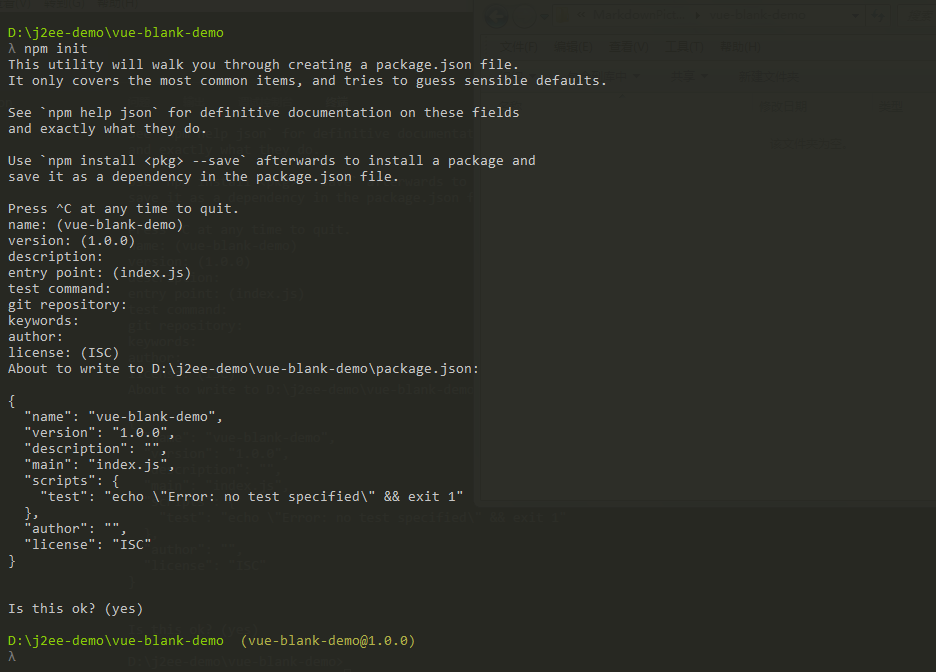 D:\j2ee-demo\vue-blank-demo
λ npm init
This utility will walk you through creating a package.json file.
It only covers the most common items, and tries to guess sensible defaults.
See `npm help json` for definitive documentation on these fields
and exactly what they do.
Use `npm install <pkg> --save` afterwards to install a package and
save it as a dependency in the package.json file.
Press ^C at any time to quit.
name: (vue-blank-demo)
version: (1.0.0)
description:
entry point: (index.js)
test command:
git repository:
keywords:
author:
license: (ISC)
About to write to D:\j2ee-demo\vue-blank-demo\package.json:
{
  "name": "vue-blank-demo",
  "version": "1.0.0",
  "description": "",
  "main": "index.js",
  "scripts": {
    "test": "echo \"Error: no test specified\" && exit 1"
  },
  "author": "",
  "license": "ISC"
}
Is this ok? (yes)
D:\j2ee-demo\vue-blank-demo  (vue-blank-demo@1.0.0)
λ